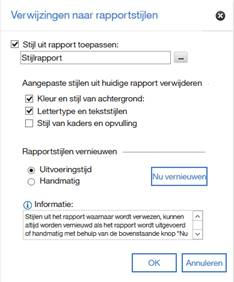 Verwijzingen naar rapportstijlen
Stijl uit rapport toepassen:
Stijlrapport
...
Aangepaste stijlen uit huidige rapport verwijderen
Kleur en stijl van achtergrond:
Lettertype en tekststijlen
Stijl van kaders en opvulling
Rapportstijlen vernieuwen
Uitvoeringstijd
Handmatig
Nu vernieuwen
Informatie:
Stijlen uit het report waarnaar wordt verwezen, kunnen
altijd worden vernieuwd als het rapport wordt uitgevoerd
of handmatig met behulp van de bovenstaande knop "Nu
OK
Annuleren